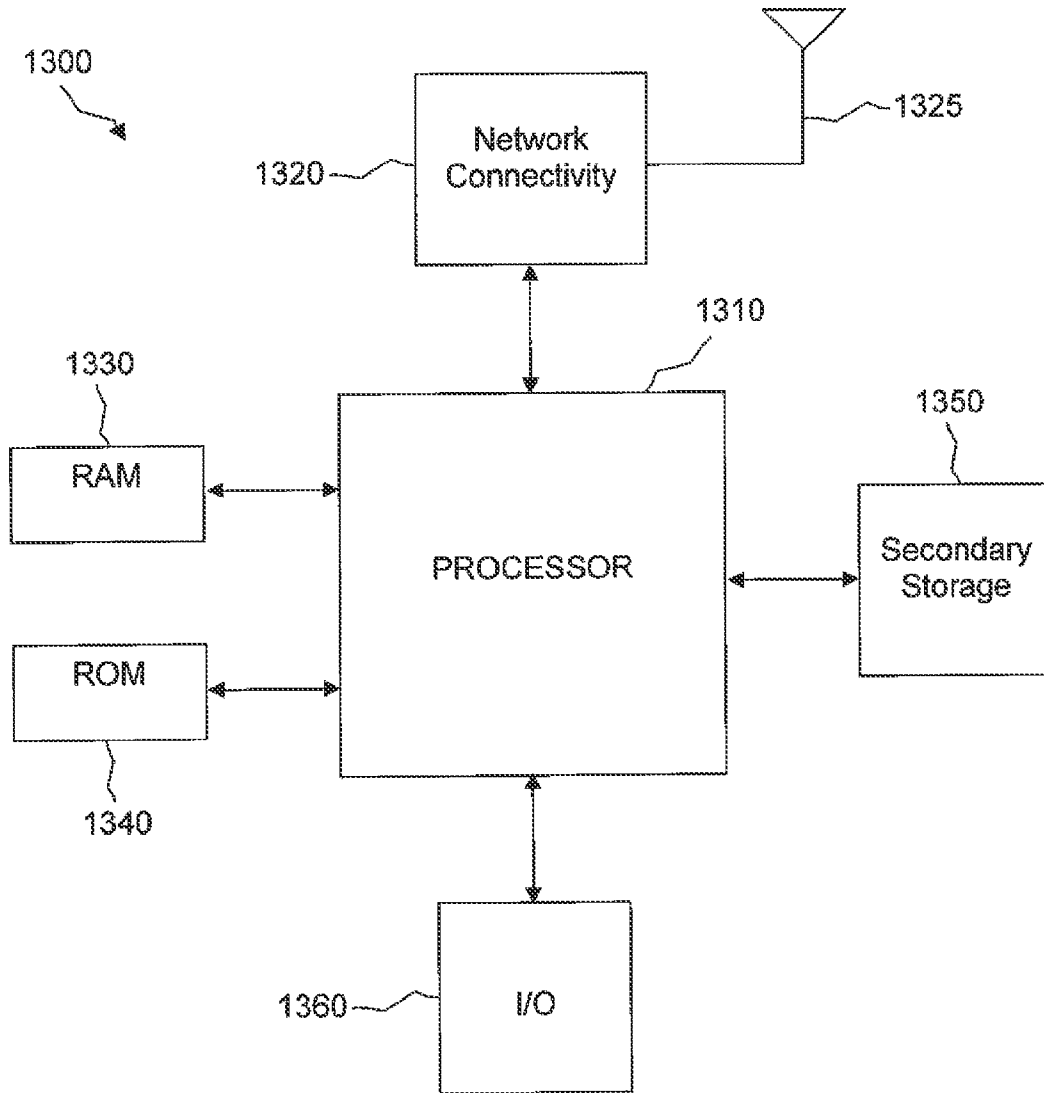 1300
1325
Network
Connectivity
1320
1310
1330
1350
RAM
Secondary
Storage
PROCESSOR
ROM
1340
1360
I/O